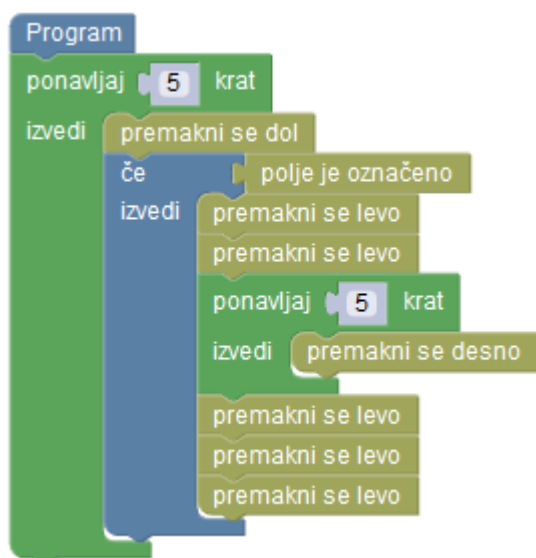 Program
ponavljaj 5 krat
izvedi premakni se dol
če polje je označeno
izvedi premakni se levo
premakni se levo
ponavljaj 5 krat
izvedi premakni se desno
premakni se levo
premakni se levo
premakni se levo